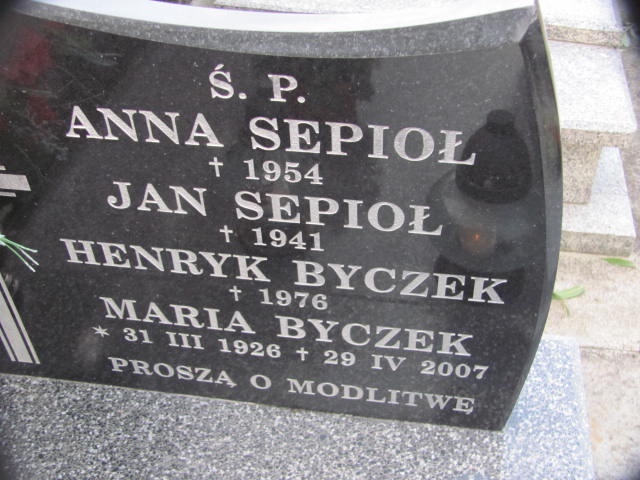 Ś. P.
ANNA SEPIOŁ
† 1954
JAN SEPIOŁ
† 1941
HENRYK BYCZEK
† 1976
MARIA BYCZEK
* 31 III 1926 † 29 IV 2007
PROSZĄ O MODLITWĘ